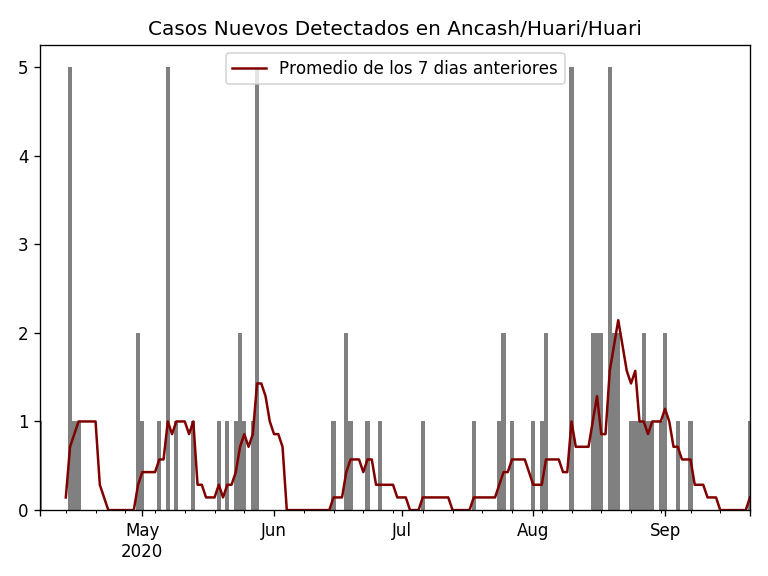 Casos Nuevos Detectados en Ancash/Huari/Huari
Promedio de los 7 dias anteriores
5
4
3
2
1
0
May Jun Jul Aug Sep
2020